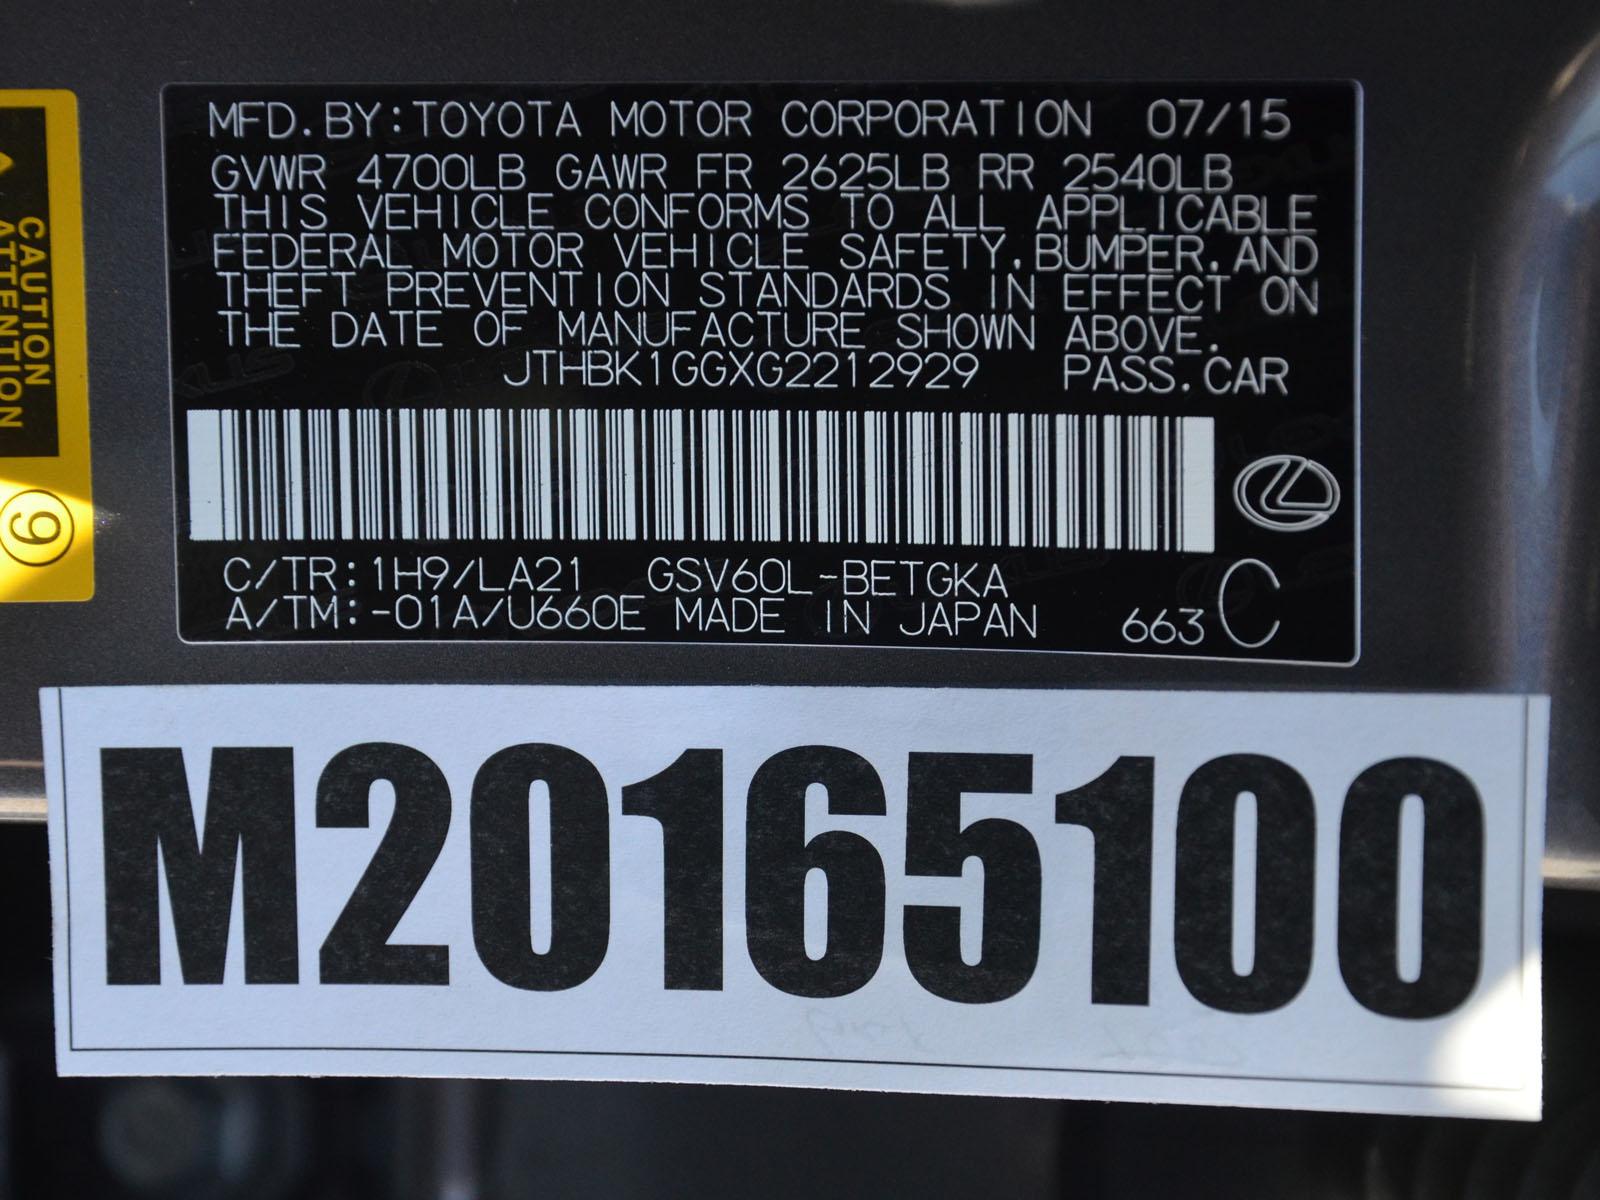 MFD. BY: TOYOTA MOTOR CORPORATION 07/15
GVWR 4700LB GAWR FR 2625LB RR 2540LB
THIS VEHICLE CONFORMS TO ALL APPLICABLE
FEDERAL MOTOR VEHICLE SAFETY, BUMPER, AND
THEFT PREVENTION STANDARDS IN EFFECT ON
THE DATE OF MANUFACTURE SHOWN ABOVE.
JTHBK1GGXG2212929 PASS. CAR
C/TR: 1H9/LA21 GSV60L-BETGKA
A/TM: -01A/U660E MADE IN JAPAN 663 C
CAUTION
ATTENTION
9
M20165100